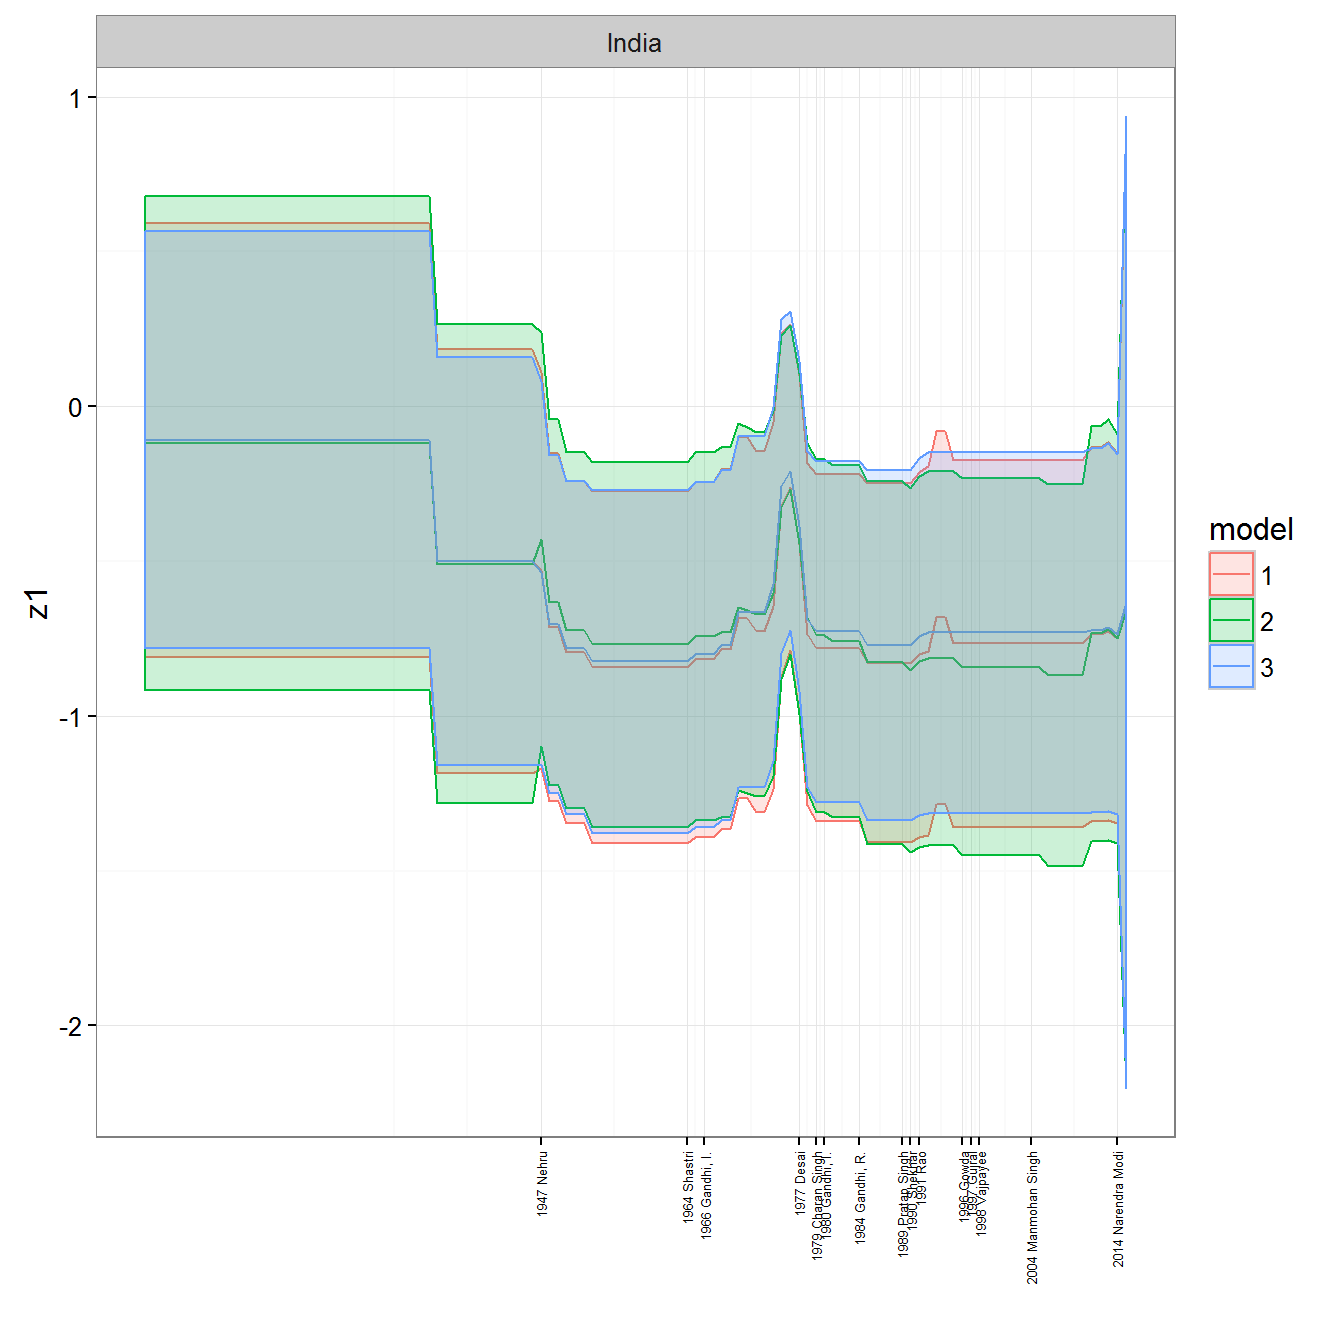 India
1
0
-1
-2
z1
model
1
2
3
1947 Nehru
1964 Shastri
1966 Gandhi, I.
1977 Desai
1979 Charan Singh
1980 Gandhi, I.
1984 Gandhi, R.
1989 Pratap Singh
1990 Shekhar
1991 Rao
1996 Gowda
1997 Gujral
1998 Vajpayee
2004 Manmohan Singh
2014 Narendra Modi